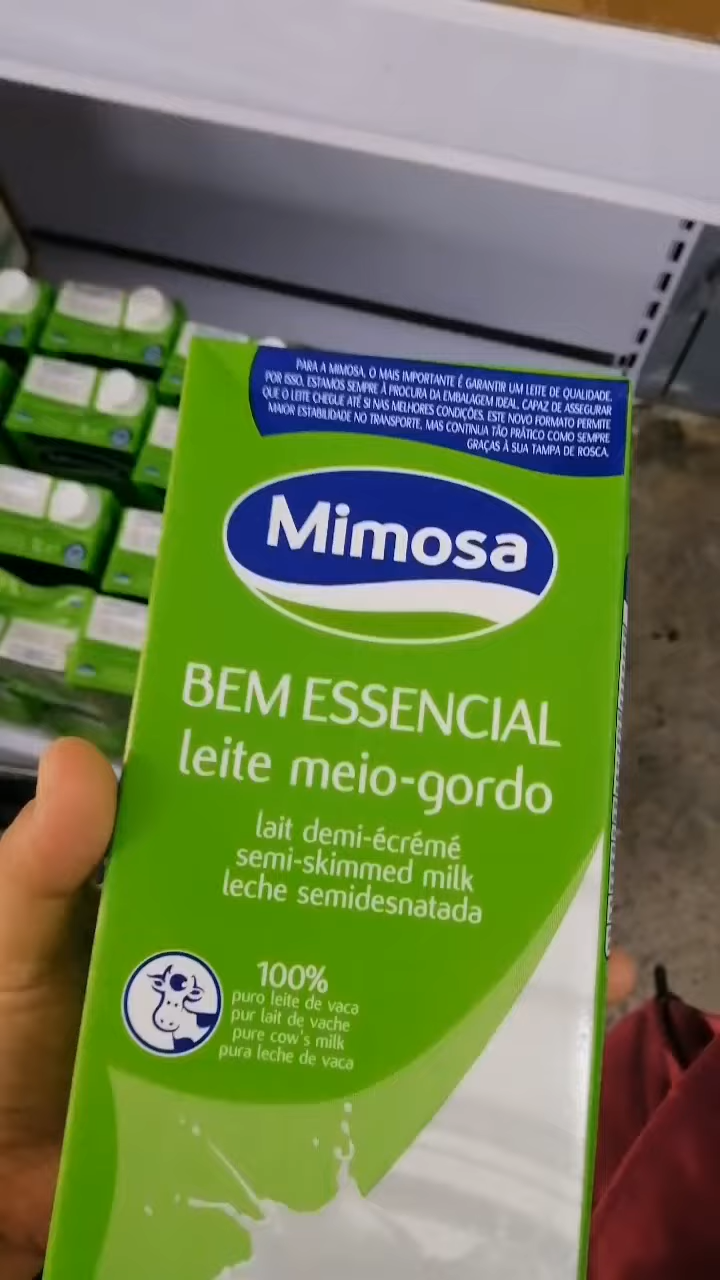 PARA A MIMOSA, O MAIS IMPORTANTE É GARANTIR UM LEITE DE QUALIDADE.
POR ISSO, ESTAMOS SEMPRE À PROCURA DA EMBALAGEM IDEAL, CAPAZ DE ASSEGURAR
QUE O LEITE CHEGUE ATÉ SI NAS MELHORES CONDIÇÕES. ESTE NOVO FORMATO PERMITE
MAIOR ESTABILIDADE NO TRANSPORTE, MAS CONTINUA TÃO PRÁTICO COMO SEMPRE
GRAÇAS À SUA TAMPA DE ROSCA.
Mimosa
BEM ESSENCIAL
leite meio-gordo
lait demi-écrémé
semi-skimmed milk
leche semidesnatada
100%
puro leite de vaca
pur lait de vache
pure cow's milk
pura leche de vaca